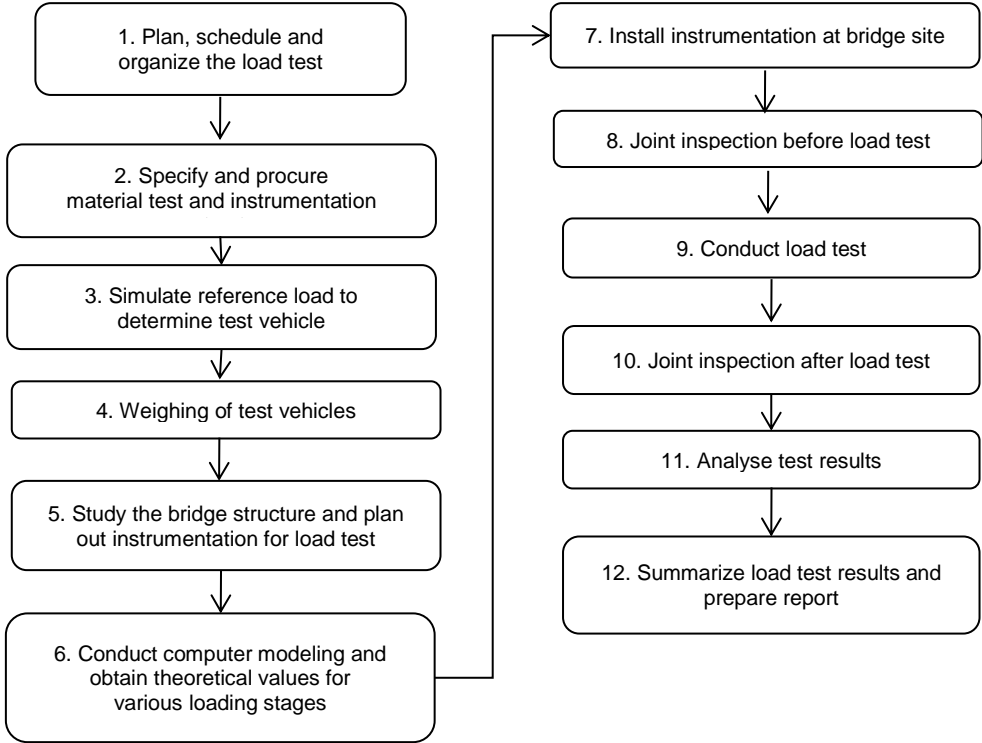 1. Plan, schedule and
organize the load test
2. Specify and procure
material test and instrumentation
3. Simulate reference load to
determine test vehicle
4. Weighing of test vehicles
5. Study the bridge structure and plan
out instrumentation for load test
6. Conduct computer modeling and
obtain theoretical values for
various loading stages
7. Install instrumentation at bridge site
8. Joint inspection before load test
9. Conduct load test
10. Joint inspection after load test
11. Analyse test results
12. Summarize load test results and
prepare report